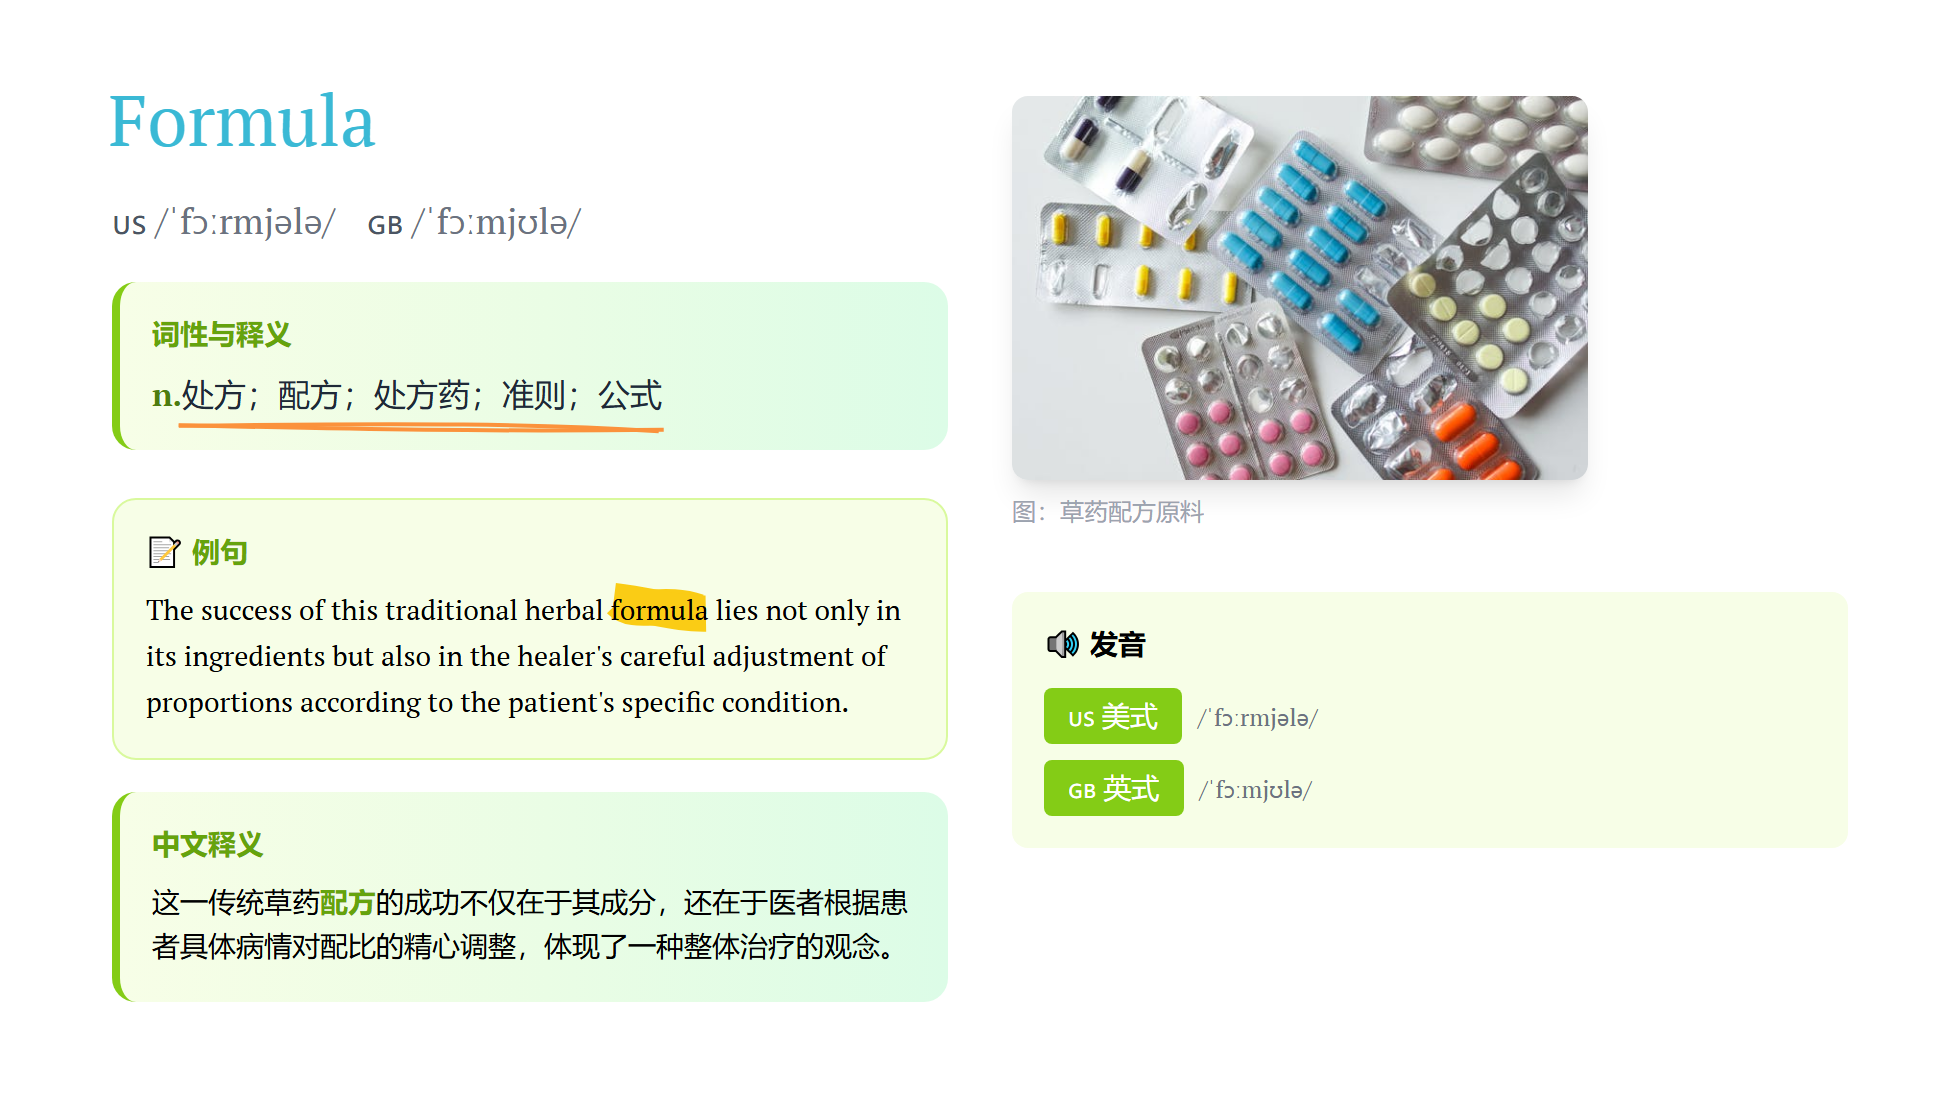 Formula
US /ˈfɔːrmjələ/ GB /ˈfɔːmjʊlə/
词性与释义
n.处方；配方；处方药；准则；公式
📝 例句
The success of this traditional herbal formula lies not only in
its ingredients but also in the healer's careful adjustment of
proportions according to the patient's specific condition.
中文释义
这一传统草药配方的成功不仅在于其成分，还在于医者根据患
者具体病情对配比的精心调整，体现了一种整体治疗的观念。
图：草药配方原料
🔊 发音
US 美式 /ˈfɔːrmjələ/
GB 英式 /ˈfɔːmjʊlə/